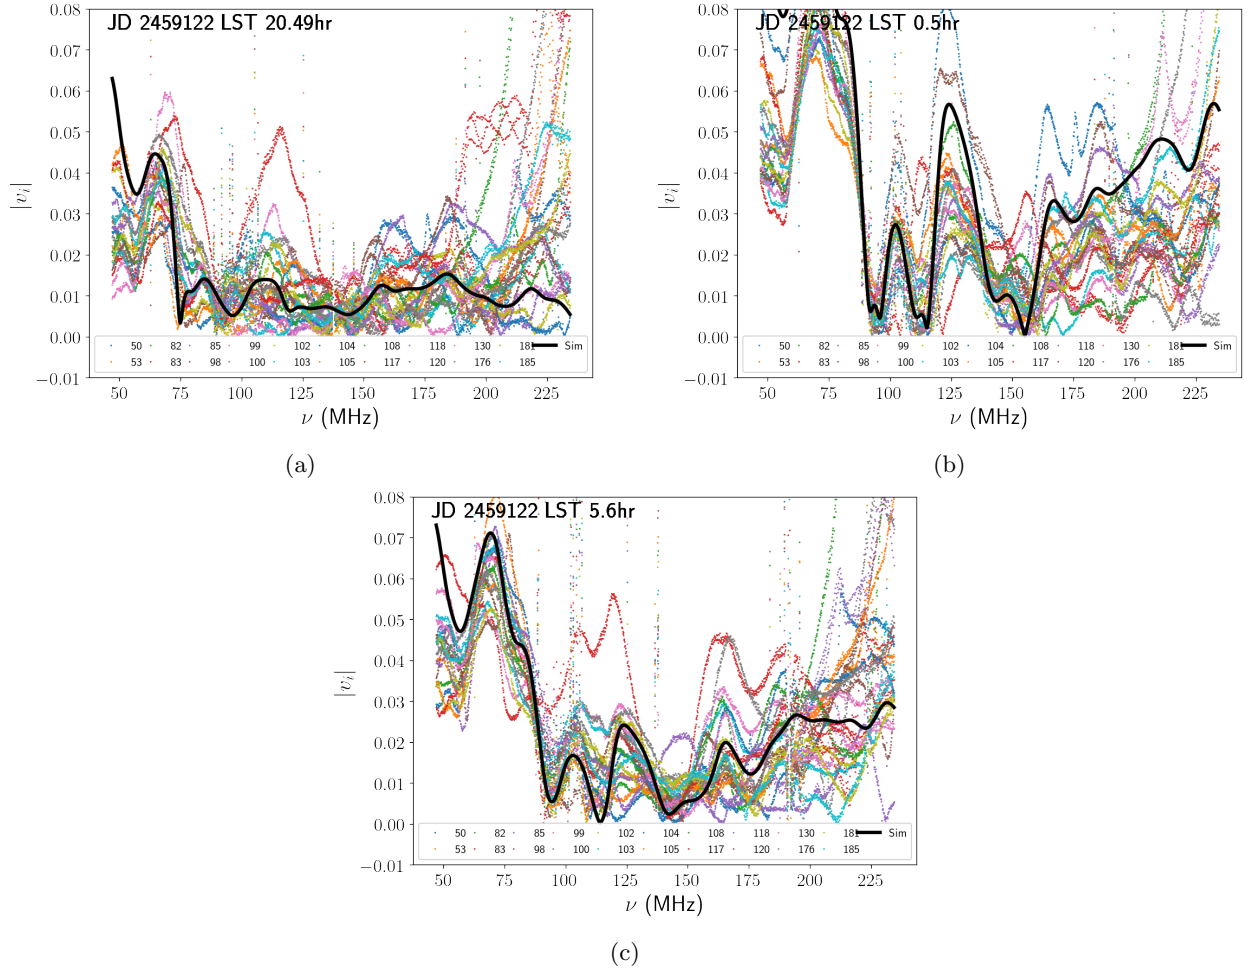 JD 2459122 LST 20.49hr
0.08
0.07
0.06
0.05
0.04
0.03
0.02
0.01
0.00
−0.01
|v_i|
50 82 85 99 102 104 108 118 130 181 Sim
53 83 98 100 103 105 117 120 176 185
50 75 100 125 150 175 200 225
ν (MHz)
(a)
JD 2459122 LST 0.5hr
0.08
0.07
0.06
0.05
0.04
0.03
0.02
0.01
0.00
−0.01
|v_i|
50 82 85 99 102 104 108 118 130 181 Sim
53 83 98 100 103 105 117 120 176 185
50 75 100 125 150 175 200 225
ν (MHz)
(b)
JD 2459122 LST 5.6hr
0.08
0.07
0.06
0.05
0.04
0.03
0.02
0.01
0.00
−0.01
|v_i|
50 82 85 99 102 104 108 118 130 181 Sim
53 83 98 100 103 105 117 120 176 185
50 75 100 125 150 175 200 225
ν (MHz)
(c)